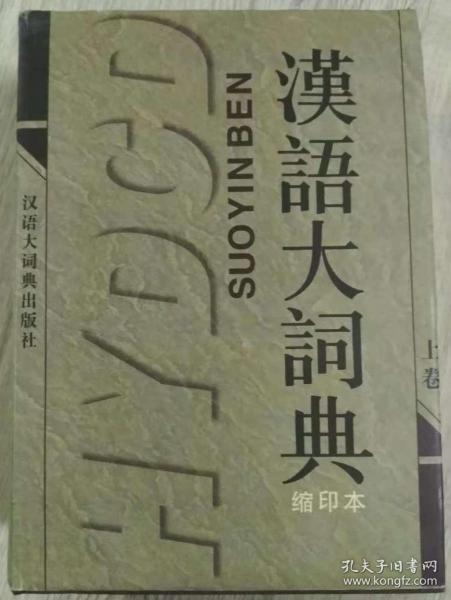 漢語大詞典
缩印本
SUOYIN BEN
HYDCD
上卷
汉语大词典出版社
孔夫子旧书网
www.kongfz.com